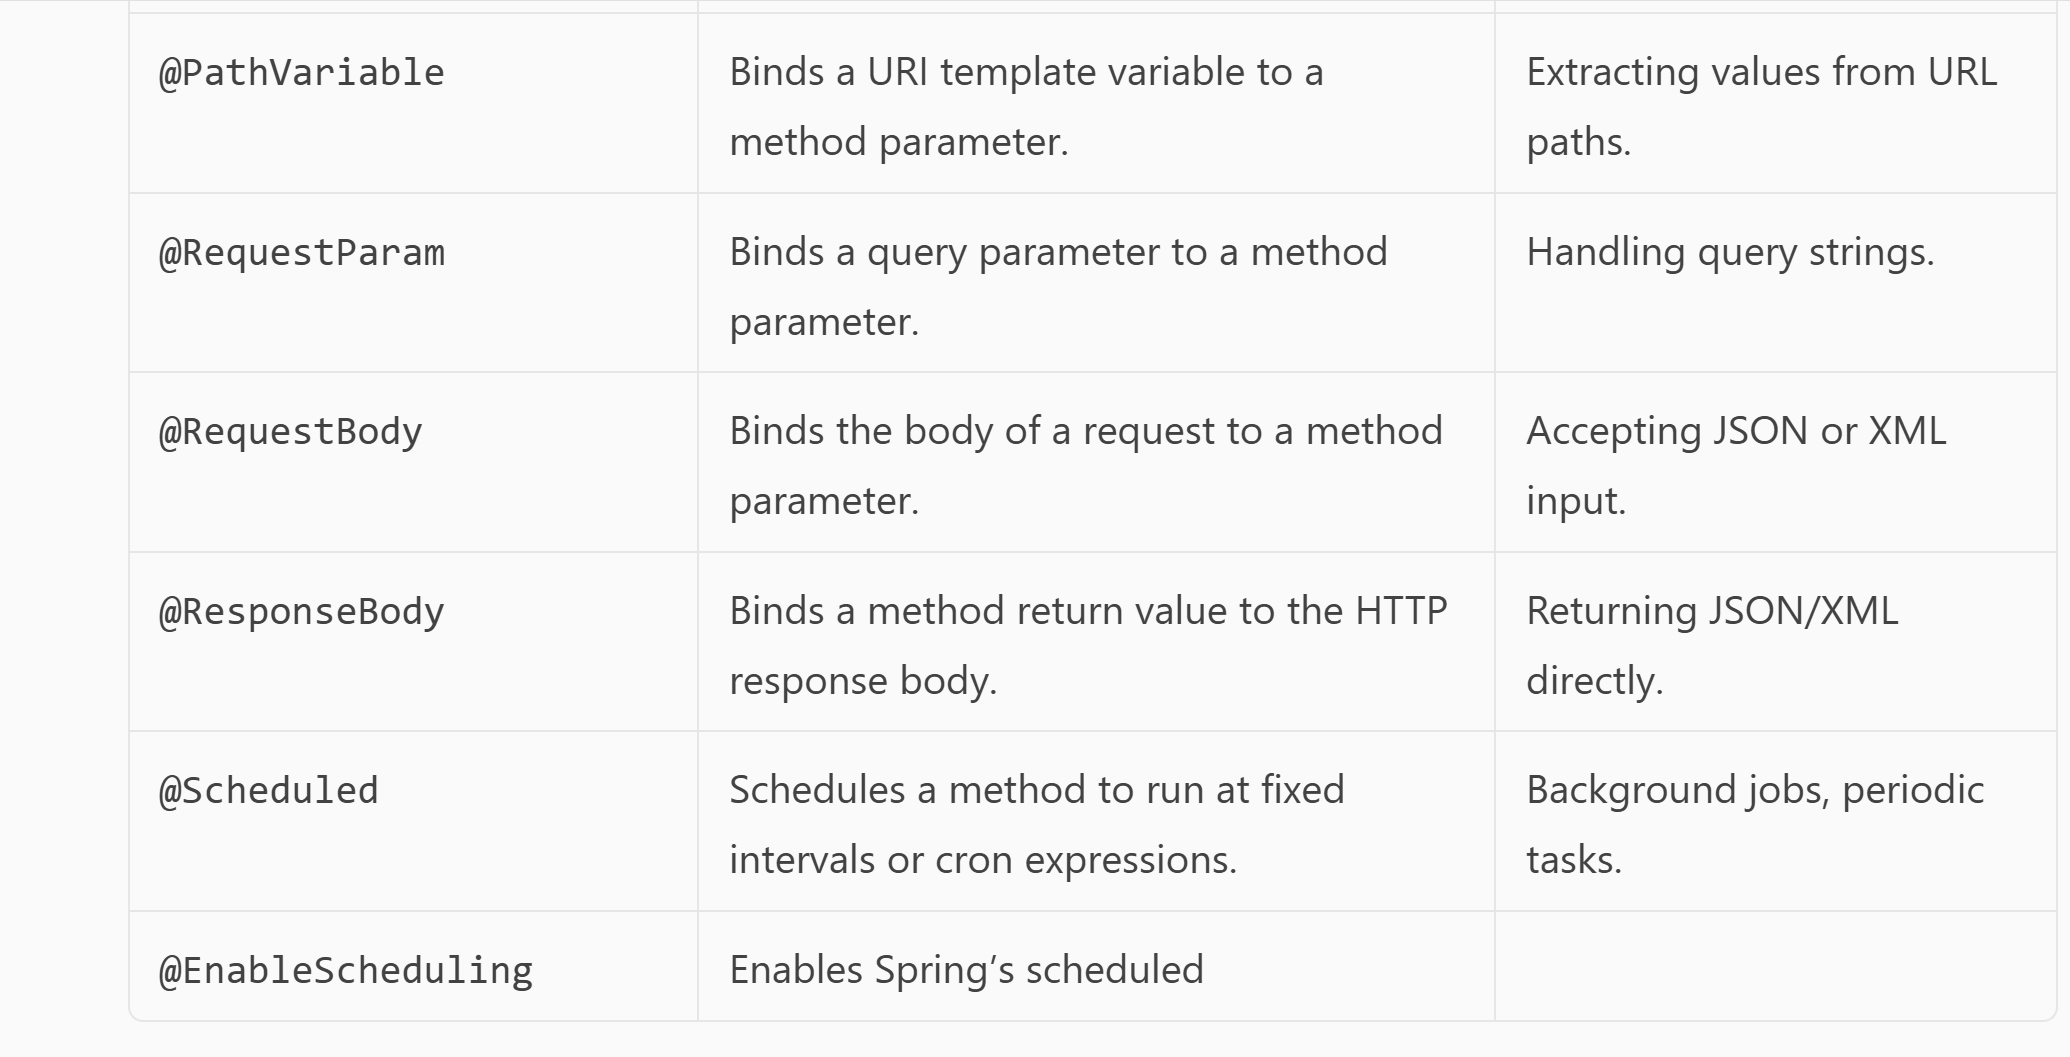 @PathVariable
Binds a URI template variable to a
method parameter.
Extracting values from URL
paths.
@RequestParam
Binds a query parameter to a method
parameter.
Handling query strings.
@RequestBody
Binds the body of a request to a method
parameter.
Accepting JSON or XML
input.
@ResponseBody
Binds a method return value to the HTTP
response body.
Returning JSON/XML
directly.
@Scheduled
Schedules a method to run at fixed
intervals or cron expressions.
Background jobs, periodic
tasks.
@EnableScheduling
Enables Spring’s scheduled